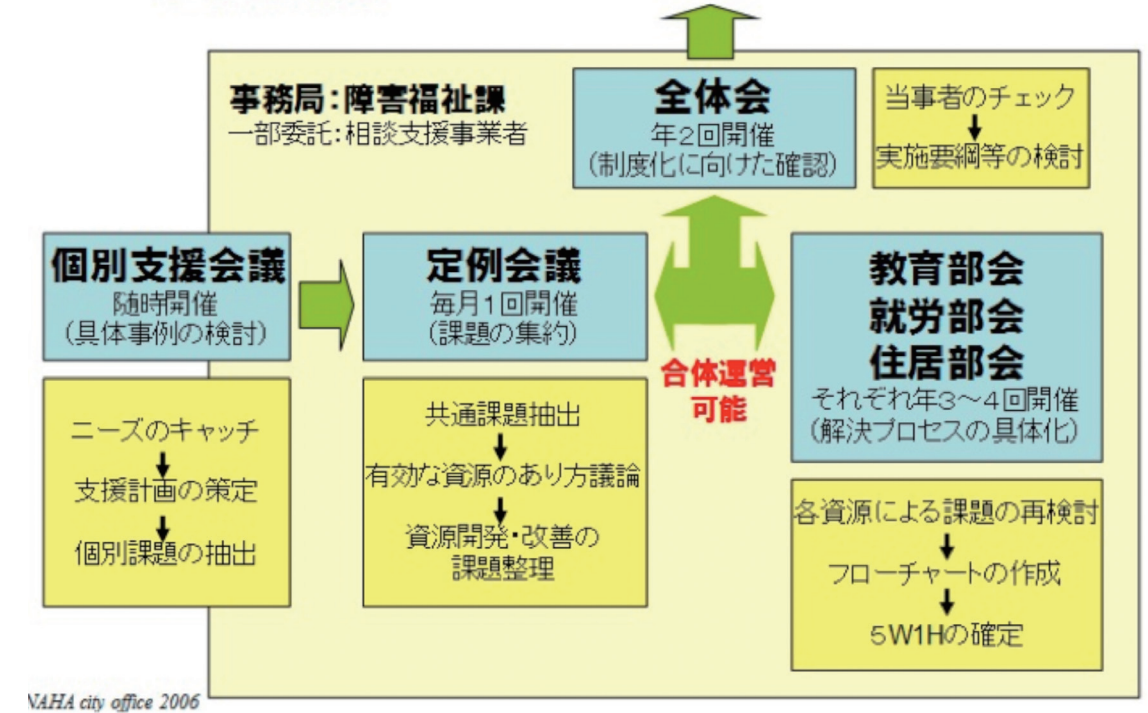 事務局:障害福祉課
一部委託:相談支援事業者
全体会
年2回開催
(制度化に向けた確認)
当事者のチェック
↓
実施要綱等の検討
個別支援会議
随時開催
(具体事例の検討)
定例会議
毎月1回開催
(課題の集約)
合体運営
可能
教育部会
就労部会
住居部会
それぞれ年3~4回開催
(解決プロセスの具体化)
ニーズのキャッチ
↓
支援計画の策定
↓
個別課題の抽出
共通課題抽出
↓
有効な資源のあり方議論
↓
資源開発・改善の
課題整理
各資源による課題の再検討
↓
フローチャートの作成
↓
5W1Hの確定
NAHA city office 2006